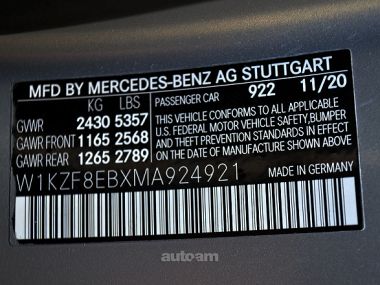 MFD BY MERCEDES-BENZ AG STUTTGART
KG LBS PASSENGER CAR 922 11/20
GVWR 2430 5357
GAWR FRONT 1165 2568
GAWR REAR 1265 2789
THIS VEHICLE CONFORMS TO ALL APPLICABLE
U.S. FEDERAL MOTOR VEHICLE SAFETY,BUMPER
AND THEFT PREVENTION STANDARDS IN EFFECT
ON THE DATE OF MANUFACTURE SHOWN ABOVE.
W1KZF8EBXMA924921
MADE IN GERMANY
autoam